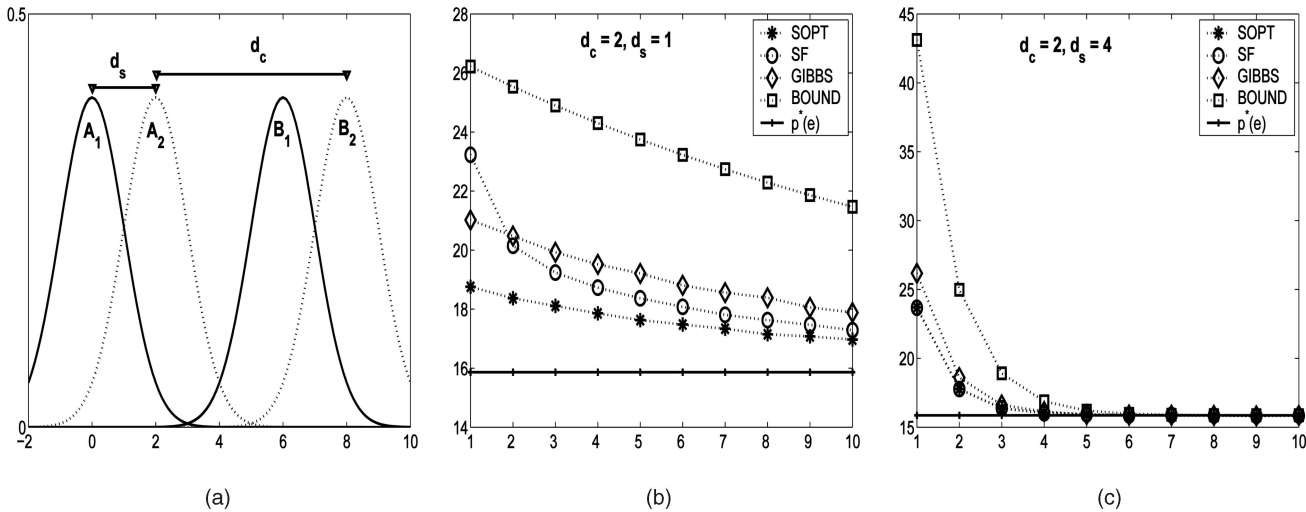 0.5
d_s
d_c
A_1
A_2
B_1
B_2
0
−2 0 2 4 6 8 10
(a)
28
26
24
22
20
18
16
14
d_c = 2, d_s = 1
SOPT
SF
GIBBS
BOUND
p*(e)
1 2 3 4 5 6 7 8 9 10
(b)
45
40
35
30
25
20
15
d_c = 2, d_s = 4
SOPT
SF
GIBBS
BOUND
p*(e)
1 2 3 4 5 6 7 8 9 10
(c)